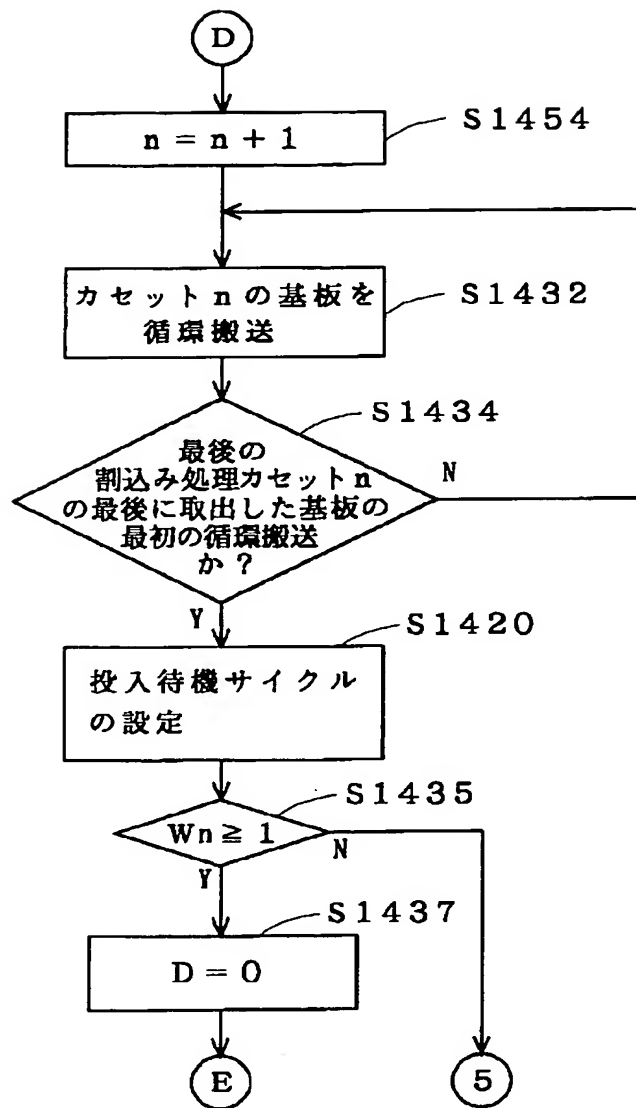 D
n = n + 1
S1454
カセットnの基板を
循環搬送
S1432
S1434
最後の
割込み処理カセットn
の最後に取出した基板の
最初の循環搬送
か?
N
Y
S1420
投入待機サイクル
の設定
S1435
Wn ≧ 1
N
Y
S1437
D = 0
E
5